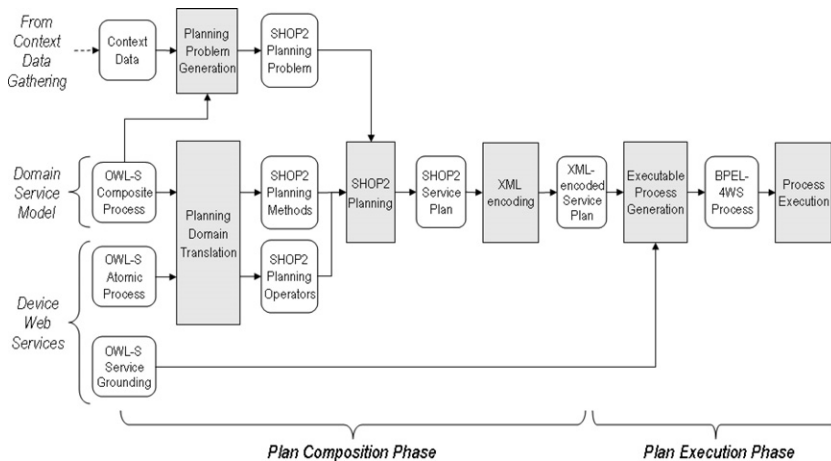 From
Context
Data
Gathering
Context
Data
Planning
Problem
Generation
SHOP2
Planning
Problem
Domain
Service
Model
OWL-S
Composite
Process
Planning
Domain
Translation
SHOP2
Planning
Methods
SHOP2
Planning
SHOP2
Service
Plan
XML
encoding
XML-
encoded
Service
Plan
Executable
Process
Generation
BPEL-
4WS
Process
Process
Execution
Device
Web
Services
OWL-S
Atomic
Process
SHOP2
Planning
Operators
OWL-S
Service
Grounding
Plan Composition Phase
Plan Execution Phase